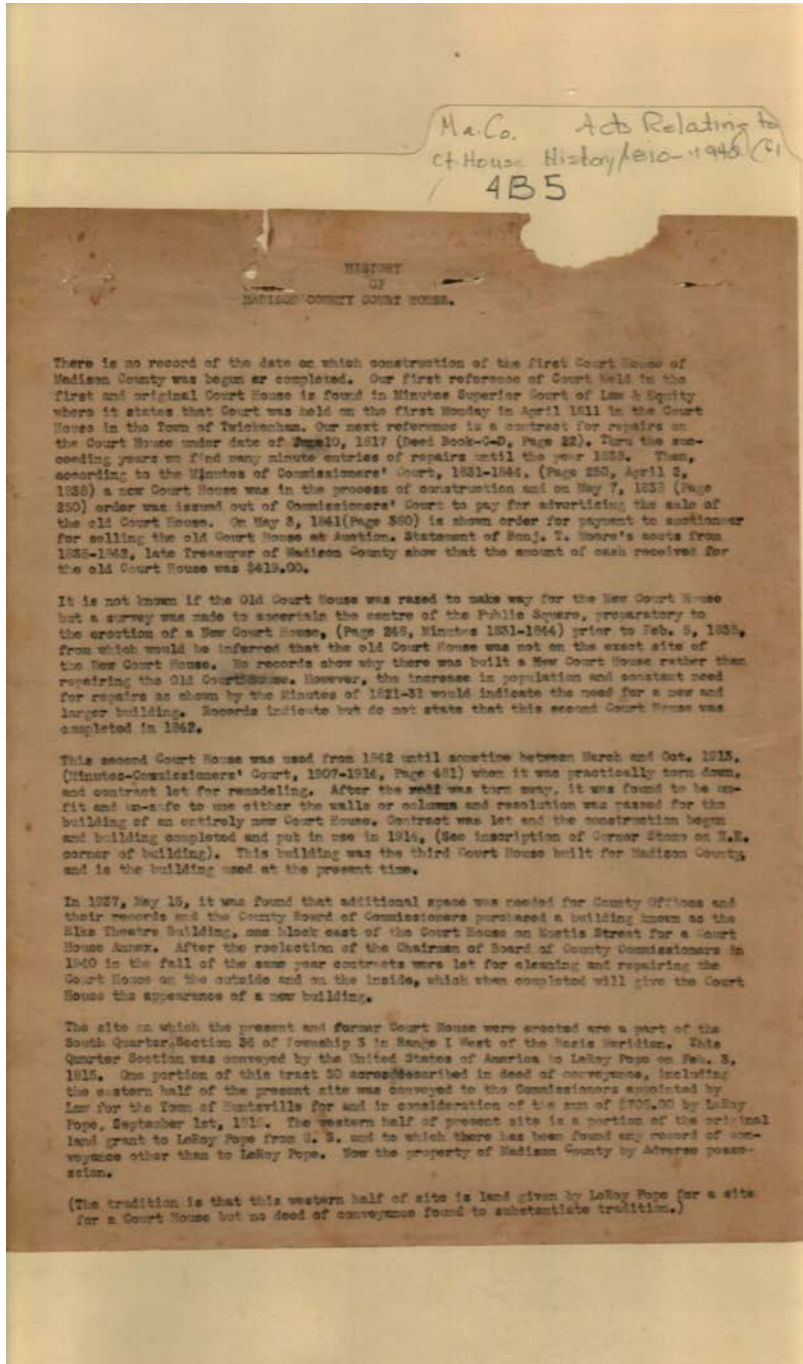 Ma. Co. Acts Relating to
Ct. House History 1810-1940
4B5
HISTORY
OF
MADISON COUNTY COURT HOUSE.
There is no record of the date on which construction of the first Court House of
Madison County was begun or completed. Our first reference of Court held in the
first and original Court House is found in Minutes Superior Court of Law & Equity
where it states that Court was held on the first Monday in April 1811 in the Court
House in the Town of Twickenham. Our next reference is a contract for repairs on
the Court House under date of 10, 1817 (Deed Book-C-D, Page 22). Thru the suc-
ceeding years we find many minute entries of repairs until the year 1838. Then,
according to the Minutes of Commissioners' Court, 1831-1844, (Page 250, April 2,
1838) a new Court House was in the process of construction and on May 7, 1838 (Page
250) order was issued out of Commissioners' Court to pay for advertising the sale of
the old Court House. On May 3, 1841(Page 360) is shown order for payment to auctioneer
for selling the old Court House at Auction. Statement of Benj. T. Moore's accts from
1838-1843, late Treasurer of Madison County show that the amount of cash received for
the old Court House was $419.00.
It is not known if the Old Court House was razed to make way for the New Court House
but a survey was made to ascertain the centre of the Public Square, preparatory to
the erection of a New Court House, (Page 248, Minutes 1831-1844) prior to Feb. 5, 1838,
from which would be inferred that the old Court House was not on the exact site of
the New Court House. No records show why there was built a New Court House rather than
repairing the Old Court House. However, the increase in population and constant need
for repairs as shown by the Minutes of 1821-31 would indicate the need for a new and
larger building. Records indicate but do not state that this second Court House was
completed in 1842.
This second Court House was used from 1842 until sometime between March and Oct. 1913,
(Minutes-Commissioners' Court, 1907-1914, Page 481) when it was practically torn down,
and contract let for remodeling. After the was torn away, it was found to be un-
fit and un-safe to use either the walls or columns and resolution was passed for the
building of an entirely new Court House. Contract was let and the construction begun
and building completed and put in use in 1914, (See inscription of Corner Stone on N.E.
corner of building). This building was the third Court House built for Madison County,
and is the building used at the present time.
In 1937, May 15, it was found that additional space was needed for County Offices and
their records and the County Board of Commissioners purchased a building known as the
Elks Theatre Building, one block east of the Court House on Eustis Street for a Court
House Annex. After the reelection of the Chairman of Board of County Commissioners in
1940 in the fall of the same year contracts were let for cleaning and repairing the
Court House on the outside and on the inside, which when completed will give the Court
House the appearance of a new building.
The site on which the present and former Court House were erected are a part of the
South Quarter Section 36 of Township 3 in Range I West of the Basis Meridian. This
Quarter Section was conveyed by the United States of America to LeRoy Pope on Feb. 3,
1815. One portion of this tract 30 acres described in deed of conveyance, including
the eastern half of the present site was conveyed to the Commissioners appointed by
Law for the Town of Huntsville for and in consideration of the sum of $705.00 by LeRoy
Pope, September 1st, 1815. The western half of present site is a portion of the original
land grant to LeRoy Pope from U. S. and to which there has been found any record of con-
veyance other than to LeRoy Pope. Now the property of Madison County by Adverse posse-
ssion.
(The tradition is that this western half of site is land given by LeRoy Pope for a site
for a Court House but no deed of conveyance found to substantiate tradition.)